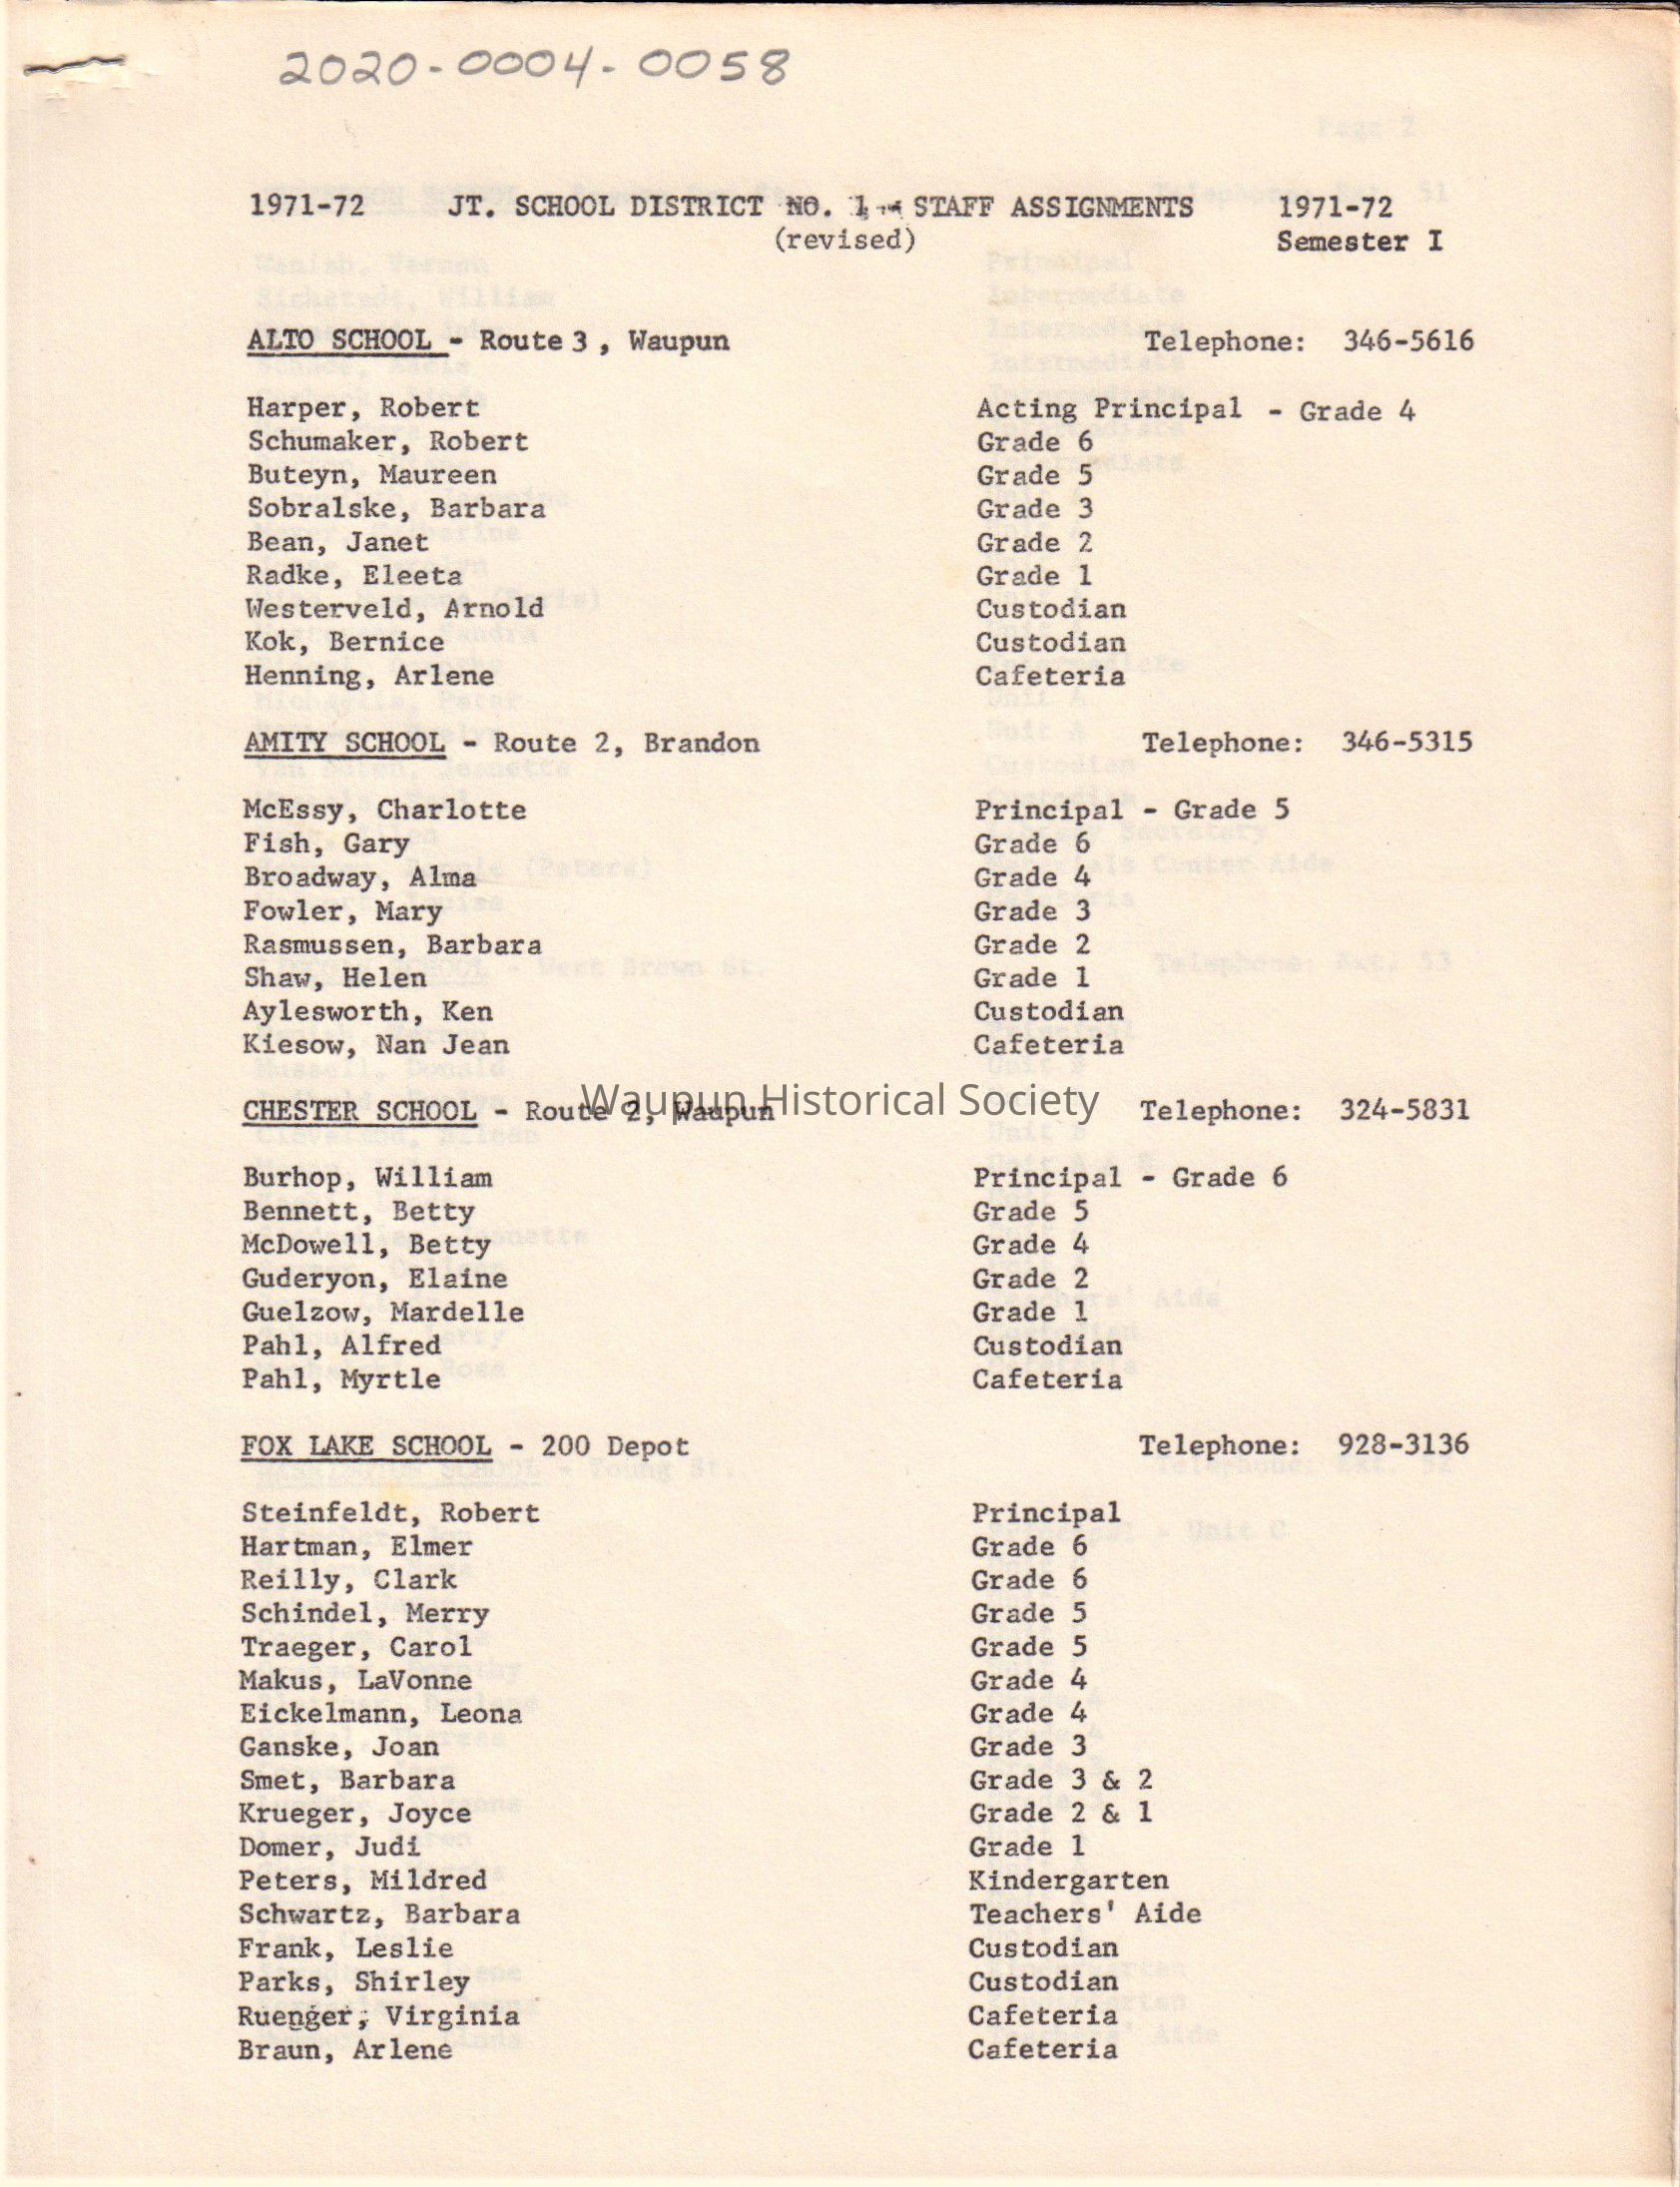 2020-0004-0058
1971-72 JT. SCHOOL DISTRICT NO. 1 - STAFF ASSIGNMENTS 1971-72
(revised) Semester I
ALTO SCHOOL - Route 3, Waupun Telephone: 346-5616
Harper, Robert Acting Principal - Grade 4
Schumaker, Robert Grade 6
Buteyn, Maureen Grade 5
Sobralske, Barbara Grade 3
Bean, Janet Grade 2
Radke, Eleeta Grade 1
Westerveld, Arnold Custodian
Kok, Bernice Custodian
Henning, Arlene Cafeteria
AMITY SCHOOL - Route 2, Brandon Telephone: 346-5315
McEssy, Charlotte Principal - Grade 5
Fish, Gary Grade 6
Broadway, Alma Grade 4
Fowler, Mary Grade 3
Rasmussen, Barbara Grade 2
Shaw, Helen Grade 1
Aylesworth, Ken Custodian
Kiesow, Nan Jean Cafeteria
Waupun Historical Society
CHESTER SCHOOL - Route 2, Waupun Telephone: 324-5831
Burhop, William Principal - Grade 6
Bennett, Betty Grade 5
McDowell, Betty Grade 4
Guderyon, Elaine Grade 2
Guelzow, Mardelle Grade 1
Pahl, Alfred Custodian
Pahl, Myrtle Cafeteria
FOX LAKE SCHOOL - 200 Depot Telephone: 928-3136
Steinfeldt, Robert Principal
Hartman, Elmer Grade 6
Reilly, Clark Grade 6
Schindel, Merry Grade 5
Traeger, Carol Grade 5
Makus, LaVonne Grade 4
Eickelmann, Leona Grade 4
Ganske, Joan Grade 3
Smet, Barbara Grade 3 & 2
Krueger, Joyce Grade 2 & 1
Domer, Judi Grade 1
Peters, Mildred Kindergarten
Schwartz, Barbara Teachers' Aide
Frank, Leslie Custodian
Parks, Shirley Custodian
Ruenger, Virginia Cafeteria
Braun, Arlene Cafeteria